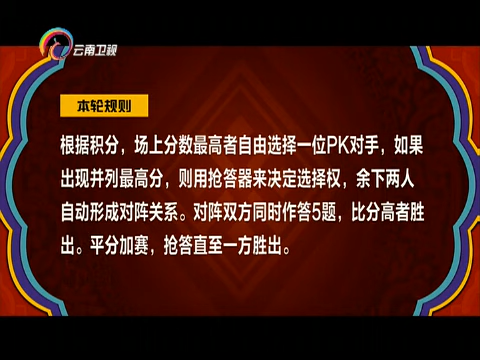 云南卫视
本轮规则
根据积分，场上分数最高者自由选择一位PK对手，如果
出现并列最高分，则用抢答器来决定选择权，余下两人
自动形成对阵关系。对阵双方同时作答5题，比分高者胜
出。平分加赛，抢答直至一方胜出。